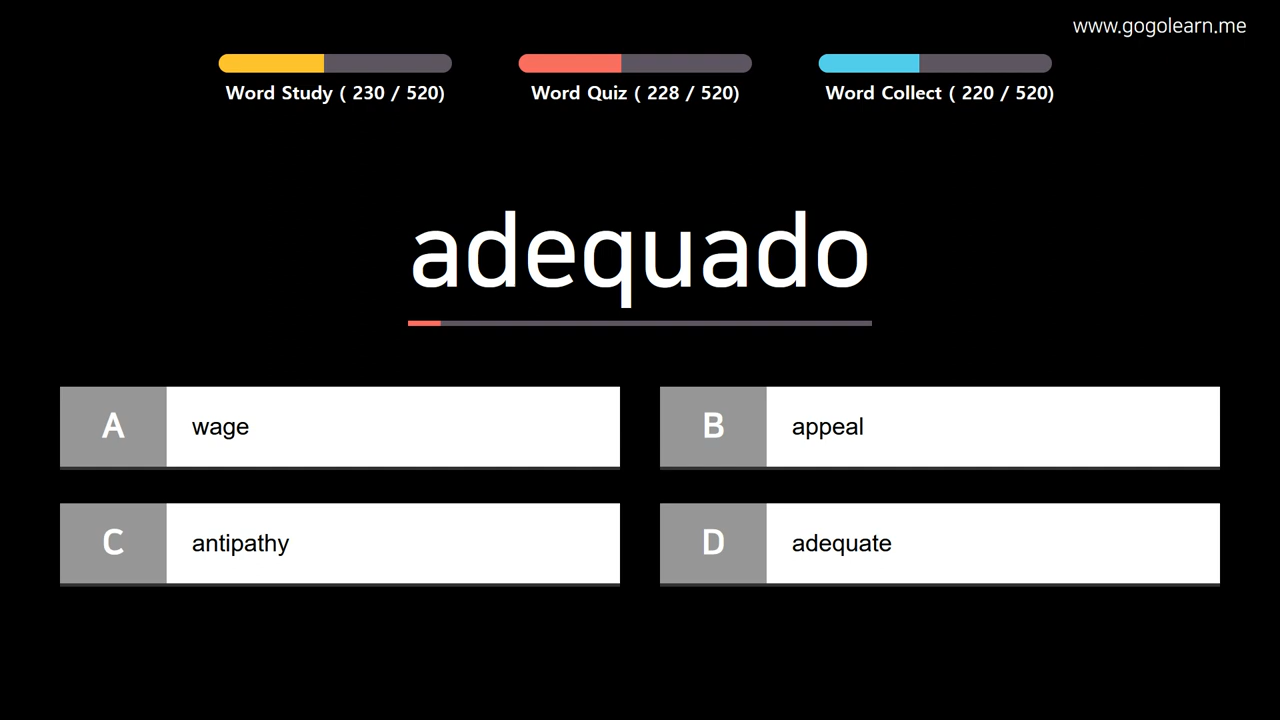 www.gogolearn.me
Word Study ( 230 / 520)
Word Quiz ( 228 / 520)
Word Collect ( 220 / 520)
adequado
A wage
B appeal
C antipathy
D adequate